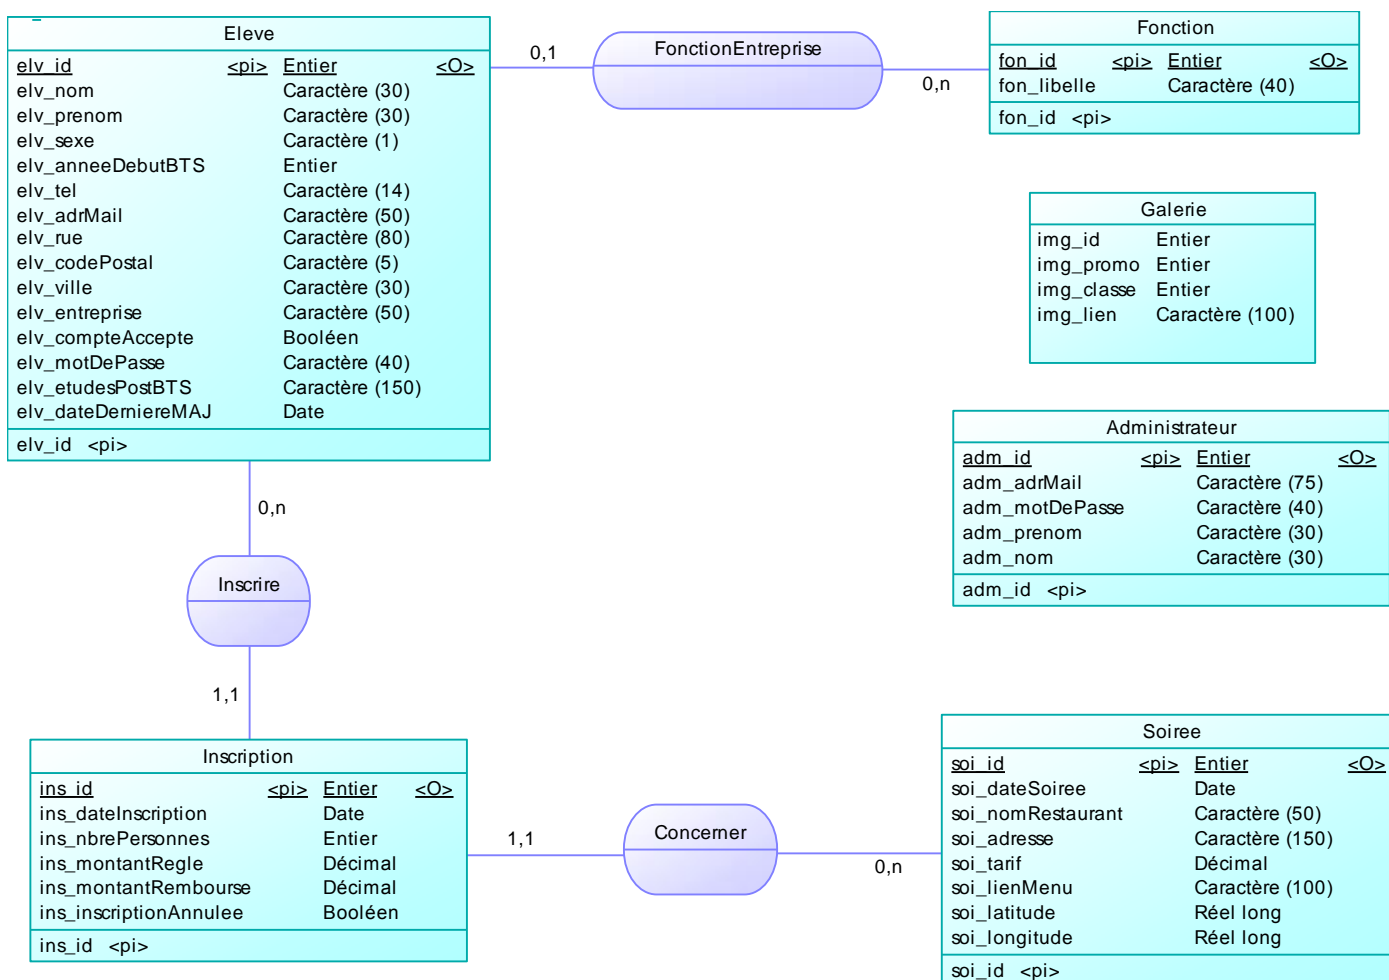 Eleve
elv_id <pi> Entier <O>
elv_nom Caractère (30)
elv_prenom Caractère (30)
elv_sexe Caractère (1)
elv_anneeDebutBTS Entier
elv_tel Caractère (14)
elv_adrMail Caractère (50)
elv_rue Caractère (80)
elv_codePostal Caractère (5)
elv_ville Caractère (30)
elv_entreprise Caractère (50)
elv_compteAccepte Booléen
elv_motDePasse Caractère (40)
elv_etudesPostBTS Caractère (150)
elv_dateDerniereMAJ Date
elv_id <pi>
0,1
FonctionEntreprise
0,n
Fonction
fon_id <pi> Entier <O>
fon_libelle Caractère (40)
fon_id <pi>
Galerie
img_id Entier
img_promo Entier
img_classe Entier
img_lien Caractère (100)
Administrateur
adm_id <pi> Entier <O>
adm_adrMail Caractère (75)
adm_motDePasse Caractère (40)
adm_prenom Caractère (30)
adm_nom Caractère (30)
adm_id <pi>
0,n
Inscrire
1,1
Inscription
ins_id <pi> Entier <O>
ins_dateInscription Date
ins_nbrePersonnes Entier
ins_montantRegle Décimal
ins_montantRembourse Décimal
ins_inscriptionAnnulee Booléen
ins_id <pi>
1,1
Concerner
0,n
Soiree
soi_id <pi> Entier <O>
soi_dateSoiree Date
soi_nomRestaurant Caractère (50)
soi_adresse Caractère (150)
soi_tarif Décimal
soi_lienMenu Caractère (100)
soi_latitude Réel long
soi_longitude Réel long
soi_id <pi>